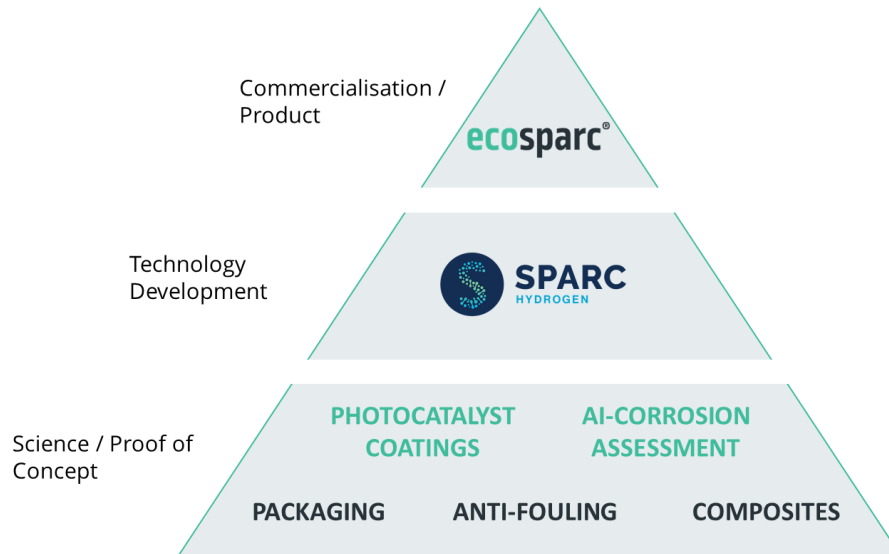 Commercialisation /
Product
ecosparc®
Technology
Development
SPARC
HYDROGEN
Science / Proof of
Concept
PHOTOCATALYST
COATINGS
AI-CORROSION
ASSESSMENT
PACKAGING
ANTI-FOULING
COMPOSITES